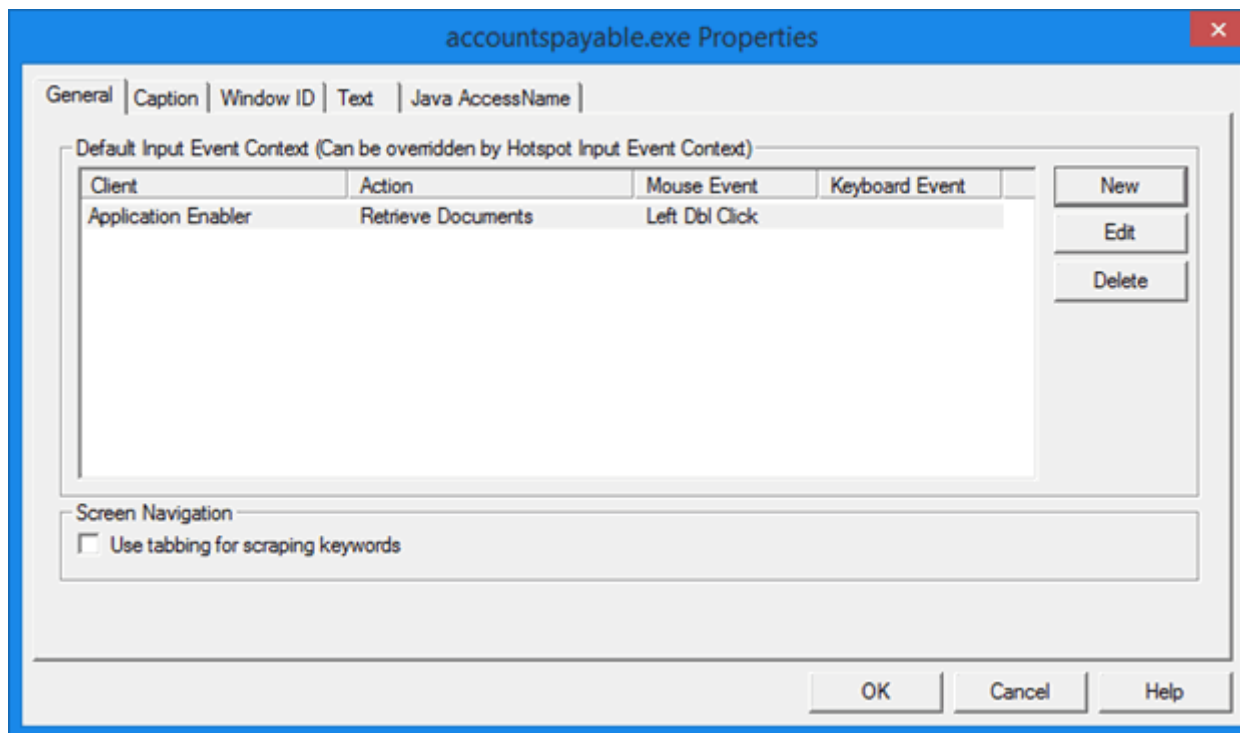 accountspayable.exe Properties
General Caption Window ID Text Java AccessName
Default Input Event Context (Can be overridden by Hotspot Input Event Context)
Client Action Mouse Event Keyboard Event
New
Application Enabler Retrieve Documents Left Dbl Click
Edit
Delete
Screen Navigation
Use tabbing for scraping keywords
OK Cancel Help